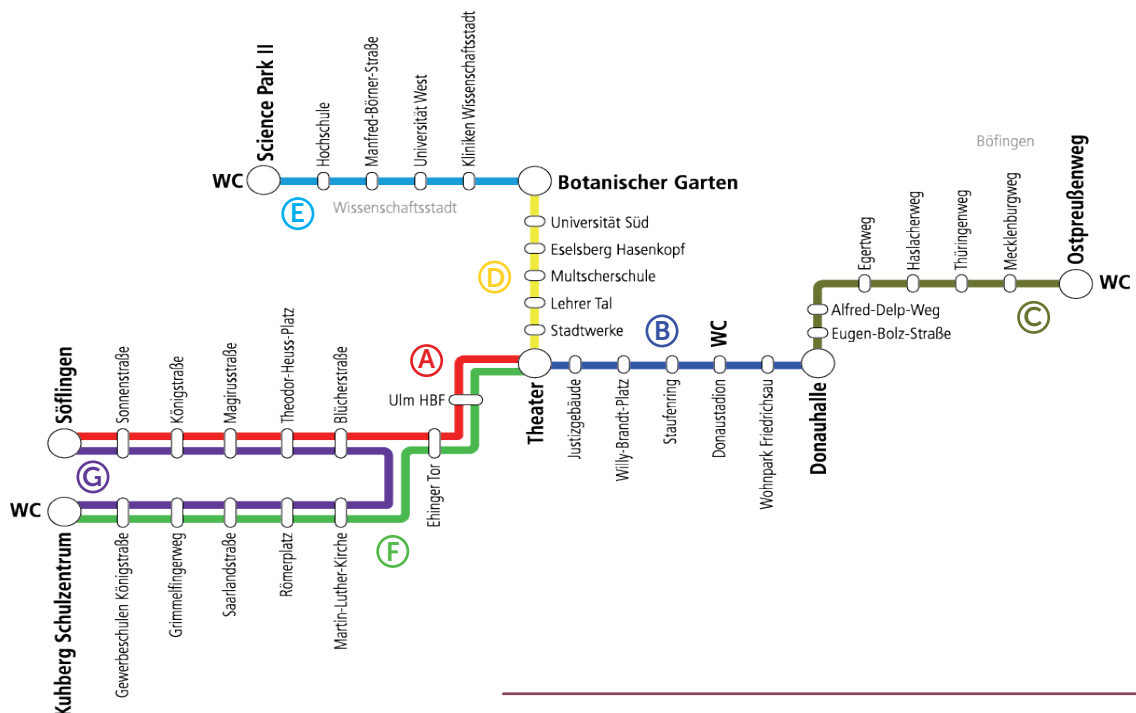 WC
Science Park II
Hochschule
Manfred-Börner-Straße
Universität West
Kliniken Wissenschaftsstadt
Botanischer Garten
E
Wissenschaftsstadt
Universität Süd
Eselsberg Hasenkopf
Multscherschule
Lehrer Tal
Stadtwerke
D
Böfingen
Egertweg
Haslacherweg
Thüringenweg
Mecklenburgweg
Ostpreußenweg
WC
C
Alfred-Delp-Weg
Eugen-Bolz-Straße
B
WC
Theater
Justizgebäude
Willy-Brandt-Platz
Staufenring
Donaustadion
Wohnpark Friedrichsau
Donauhalle
A
Ulm HBF
Ehinger Tor
Söflingen
Sonnenstraße
Königstraße
Magirusstraße
Theodor-Heuss-Platz
Blücherstraße
G
WC
Kuhberg Schulzentrum
Gewerbeschulen Königstraße
Grimmelfingerweg
Saarlandstraße
Römerplatz
Martin-Luther-Kirche
F